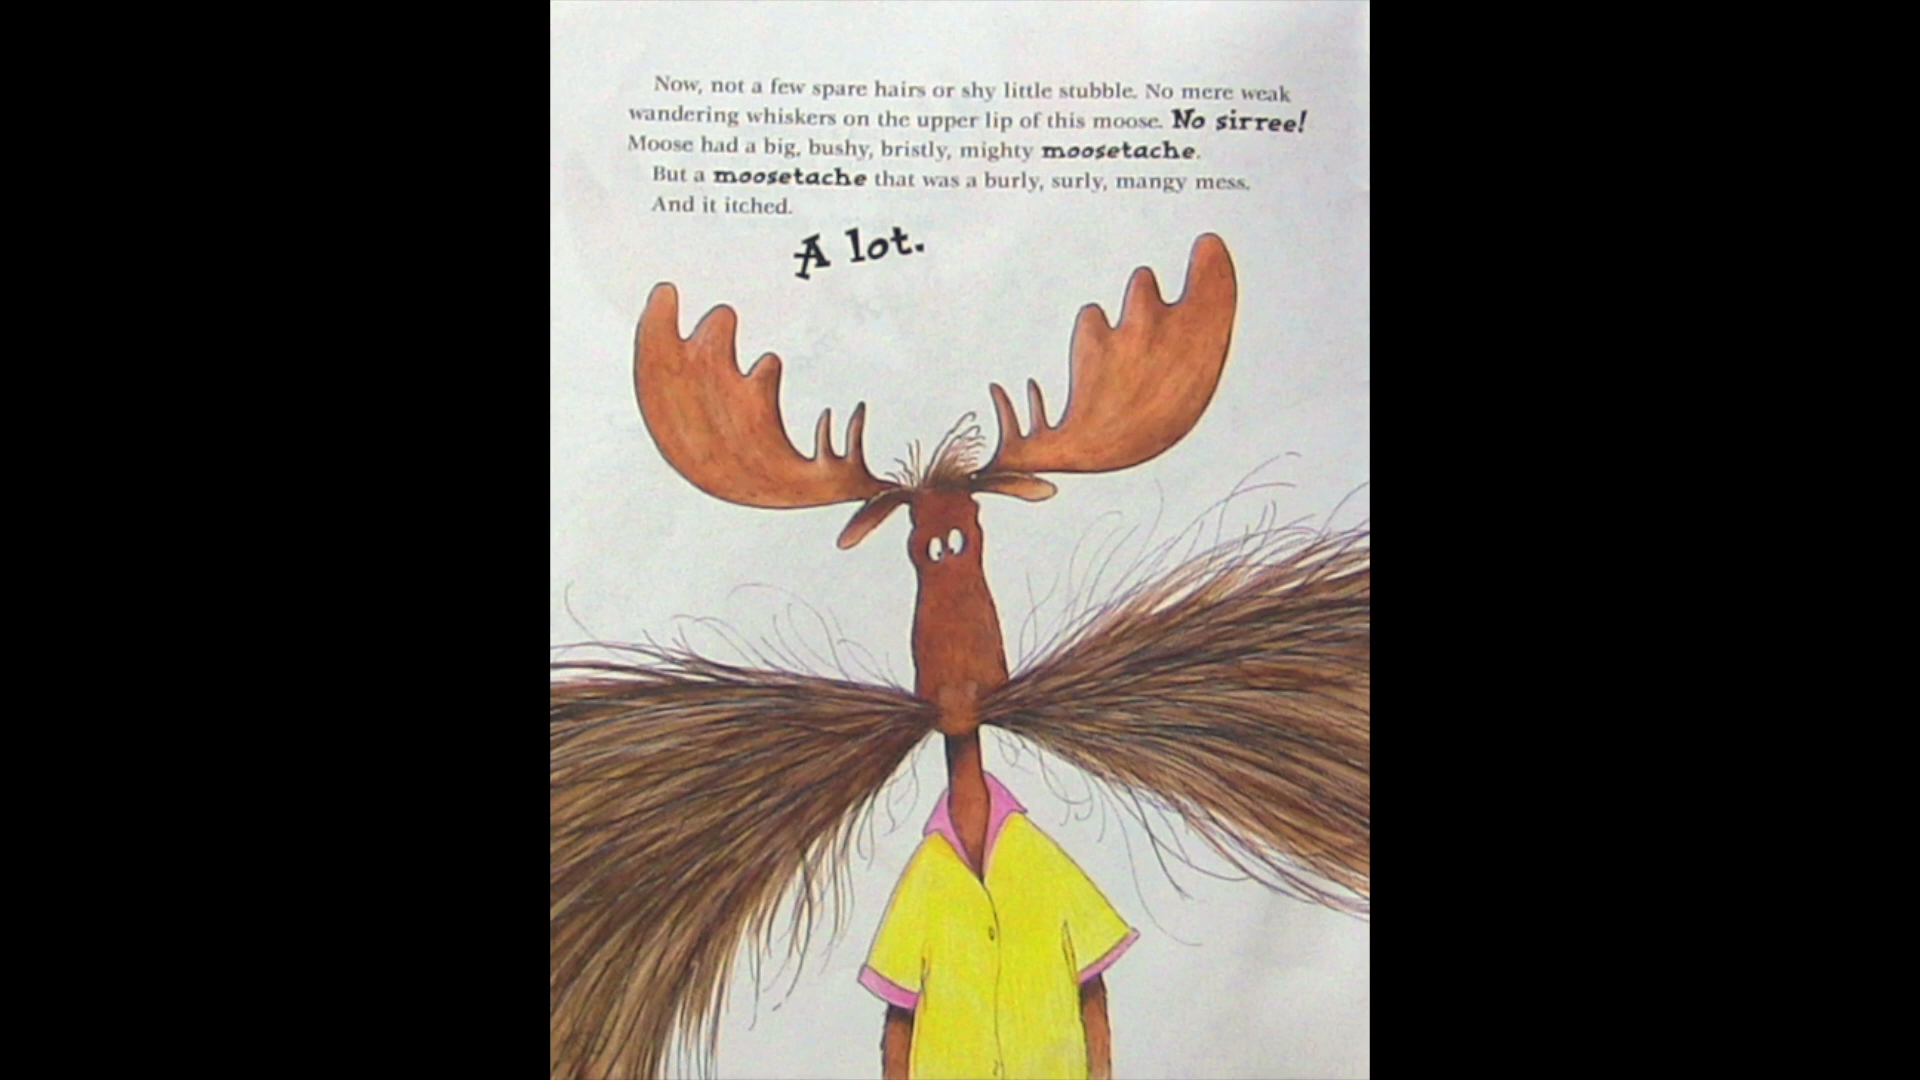 Now, not a few spare hairs or shy little stubble. No mere weak
wandering whiskers on the upper lip of this moose. No sirree!
Moose had a big, bushy, bristly, mighty moosetache.
But a moosetache that was a burly, surly, mangy mess.
And it itched.
A lot.